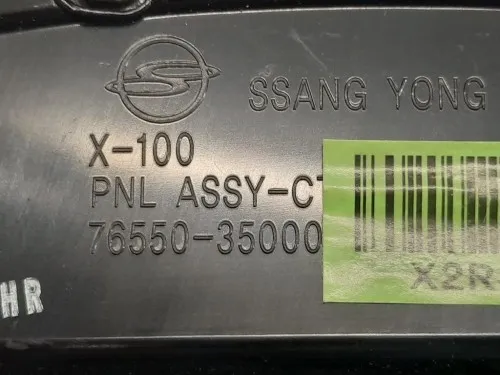 SSANG YONG
X-100
PNL ASSY-CT
76550-35000
X2R
HR